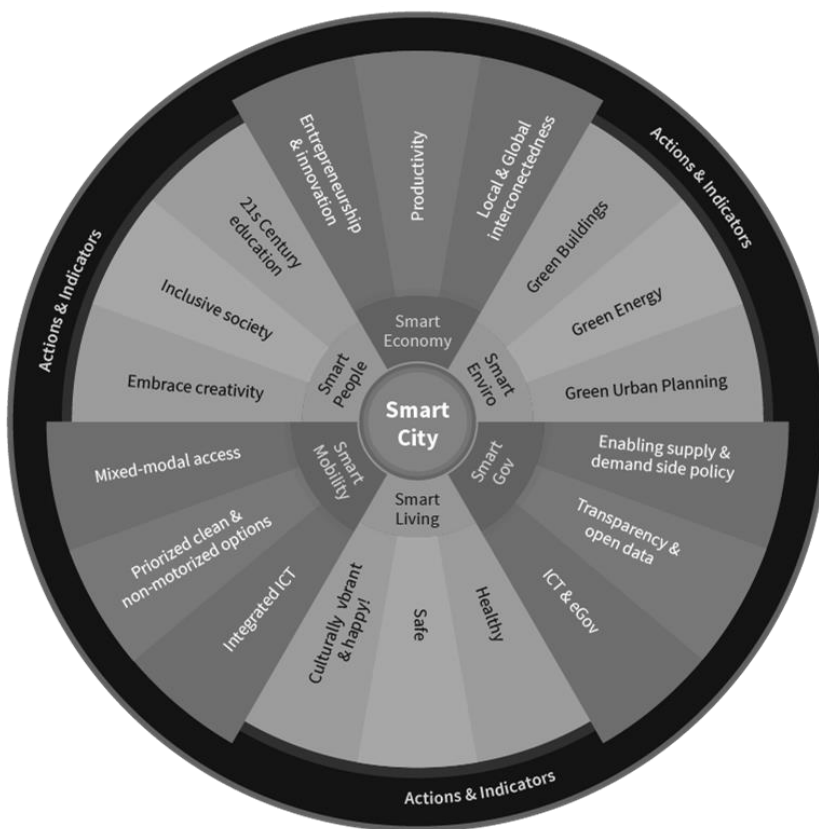 Smart
City
Smart
Economy
Entrepreneurship
& innovation
Productivity
Local & Global
interconectedness
Smart
Enviro
Green Buildings
Green Energy
Green Urban Planning
Smart
Gov
Enabling supply &
demand side policy
Transparency &
open data
ICT & eGov
Smart
Living
Healthy
Safe
Culturally vbrant
& happy!
Smart
Mobility
Integrated ICT
Priorized clean &
non-motorized options
Mixed-modal access
Smart
People
Embrace creativity
Inclusive society
21s Century
education
Actions & Indicators
Actions & Indicators
Actions & Indicators